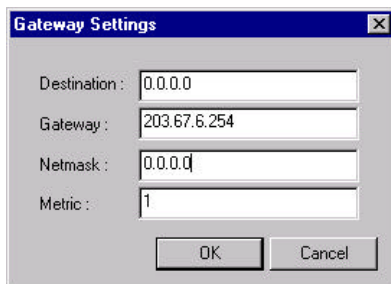 Gateway Settings
Destination : 0.0.0.0
Gateway : 203.67.6.254
Netmask : 0.0.0.0
Metric : 1
OK Cancel